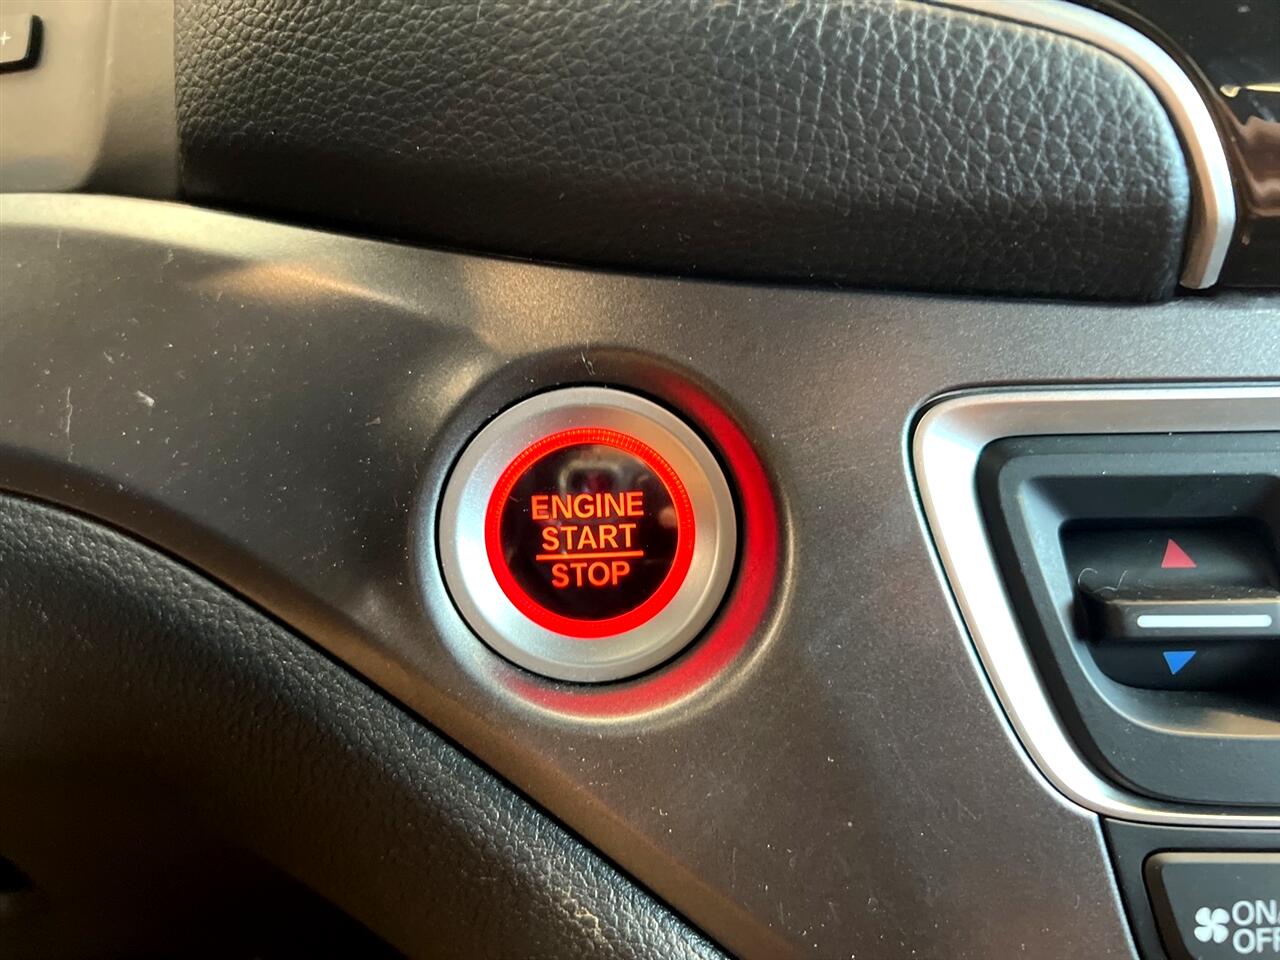 +
ENGINE
START
STOP
ON
OFF